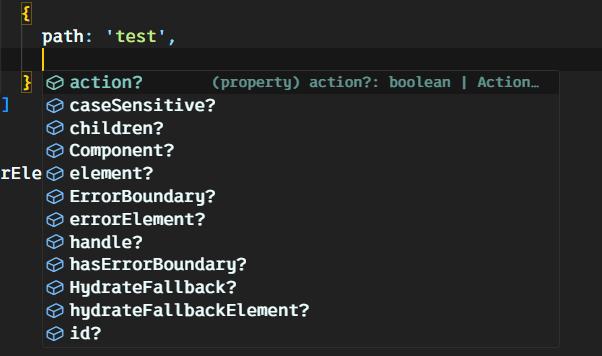 {
path: 'test',
action? (property) action?: boolean | Action…
} caseSensitive?
] children?
Component?
rEle element?
ErrorBoundary?
errorElement?
handle?
hasErrorBoundary?
HydrateFallback?
hydrateFallbackElement?
id?